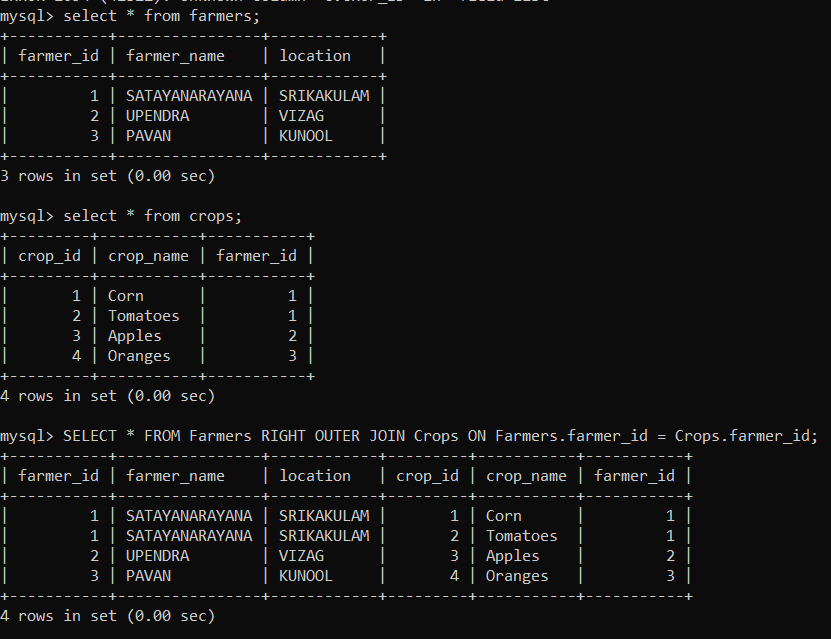 mysql> select * from farmers;
+-----------+----------------+------------+
| farmer_id | farmer_name    | location   |
+-----------+----------------+------------+
|         1 | SATAYANARAYANA | SRIKAKULAM |
|         2 | UPENDRA        | VIZAG      |
|         3 | PAVAN          | KUNOOL     |
+-----------+----------------+------------+
3 rows in set (0.00 sec)

mysql> select * from crops;
+---------+-----------+-----------+
| crop_id | crop_name | farmer_id |
+---------+-----------+-----------+
|       1 | Corn      |         1 |
|       2 | Tomatoes  |         1 |
|       3 | Apples    |         2 |
|       4 | Oranges   |         3 |
+---------+-----------+-----------+
4 rows in set (0.00 sec)

mysql> SELECT * FROM Farmers RIGHT OUTER JOIN Crops ON Farmers.farmer_id = Crops.farmer_id;
+-----------+----------------+------------+---------+-----------+-----------+
| farmer_id | farmer_name    | location   | crop_id | crop_name | farmer_id |
+-----------+----------------+------------+---------+-----------+-----------+
|         1 | SATAYANARAYANA | SRIKAKULAM |       1 | Corn      |         1 |
|         1 | SATAYANARAYANA | SRIKAKULAM |       2 | Tomatoes  |         1 |
|         2 | UPENDRA        | VIZAG      |       3 | Apples    |         2 |
|         3 | PAVAN          | KUNOOL     |       4 | Oranges   |         3 |
+-----------+----------------+------------+---------+-----------+-----------+
4 rows in set (0.00 sec)